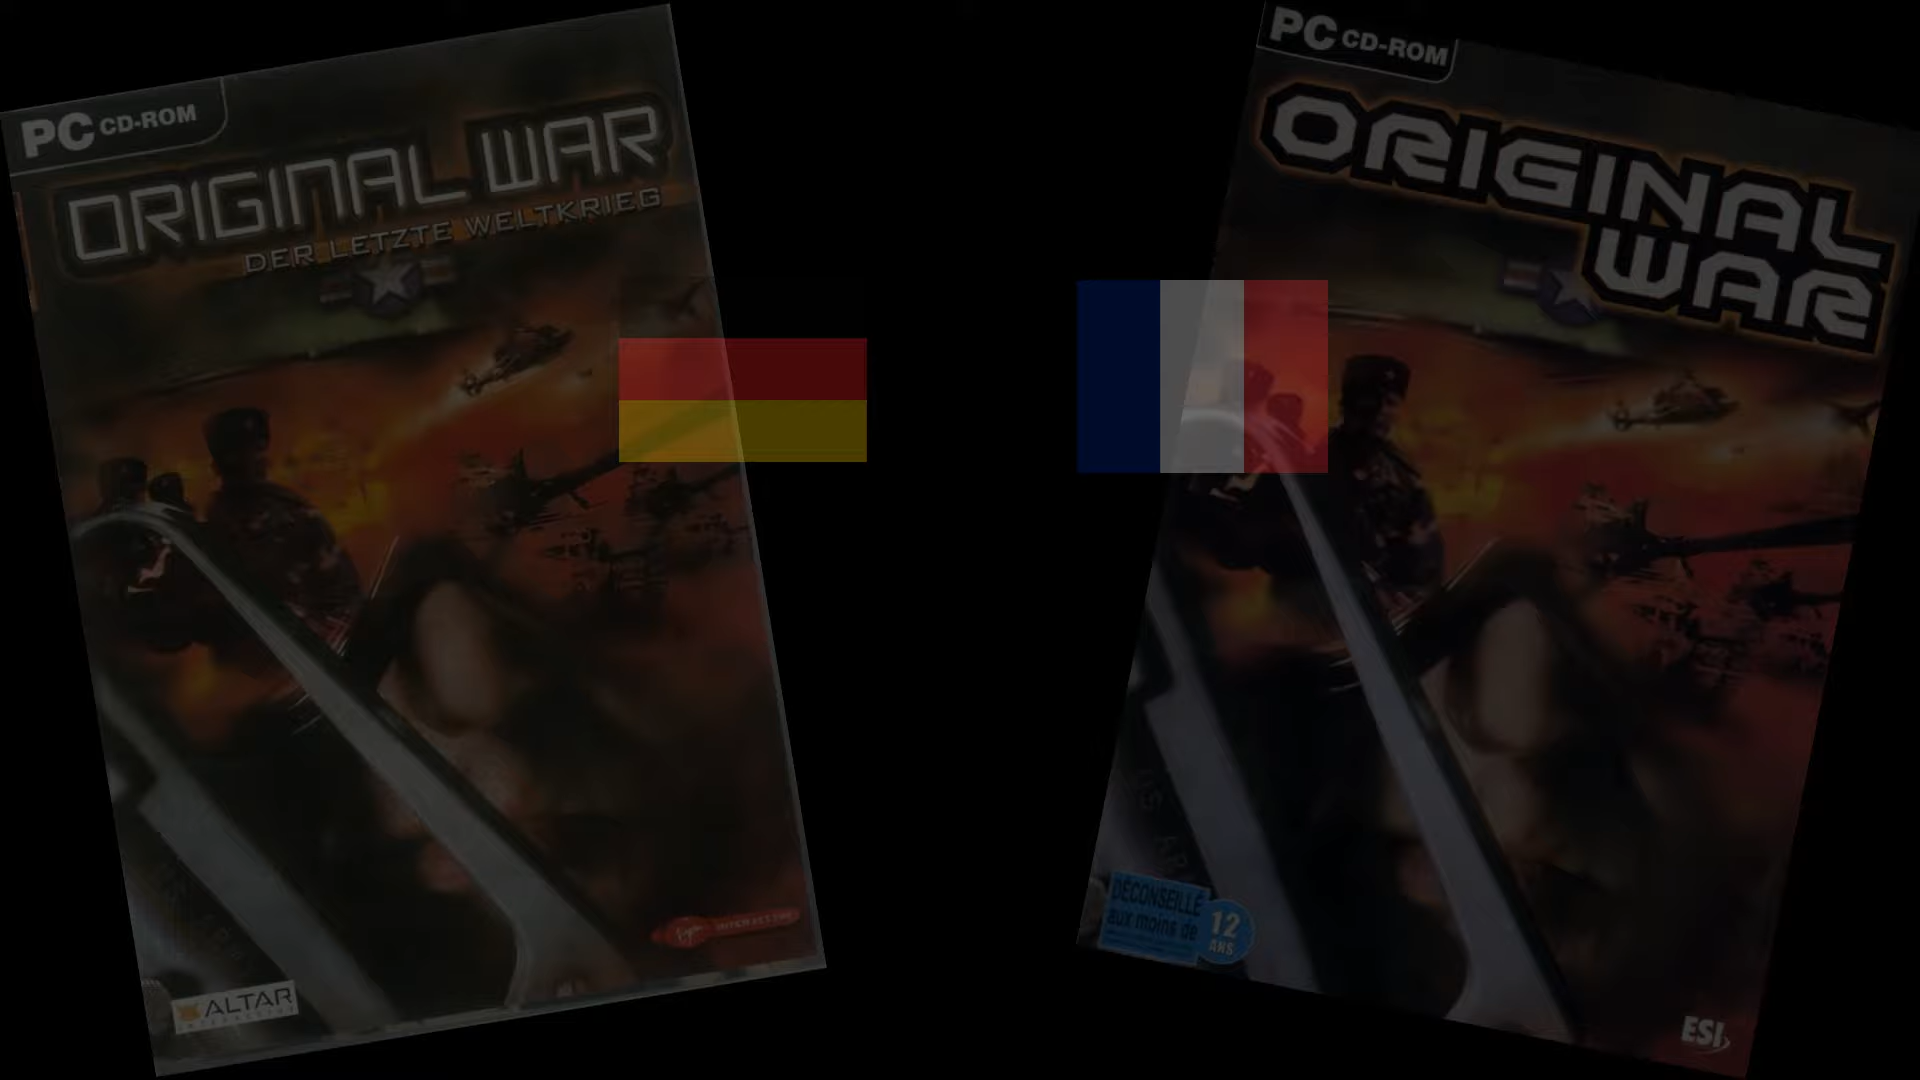 PC CD-ROM
ORIGINAL WAR
DER LETZTE WELTKRIEG
ALTAR
INTERACTIVE
PC CD-ROM
ORIGINAL
WAR
DÉCONSEILLÉ
aux moins de
12
ANS
ESI